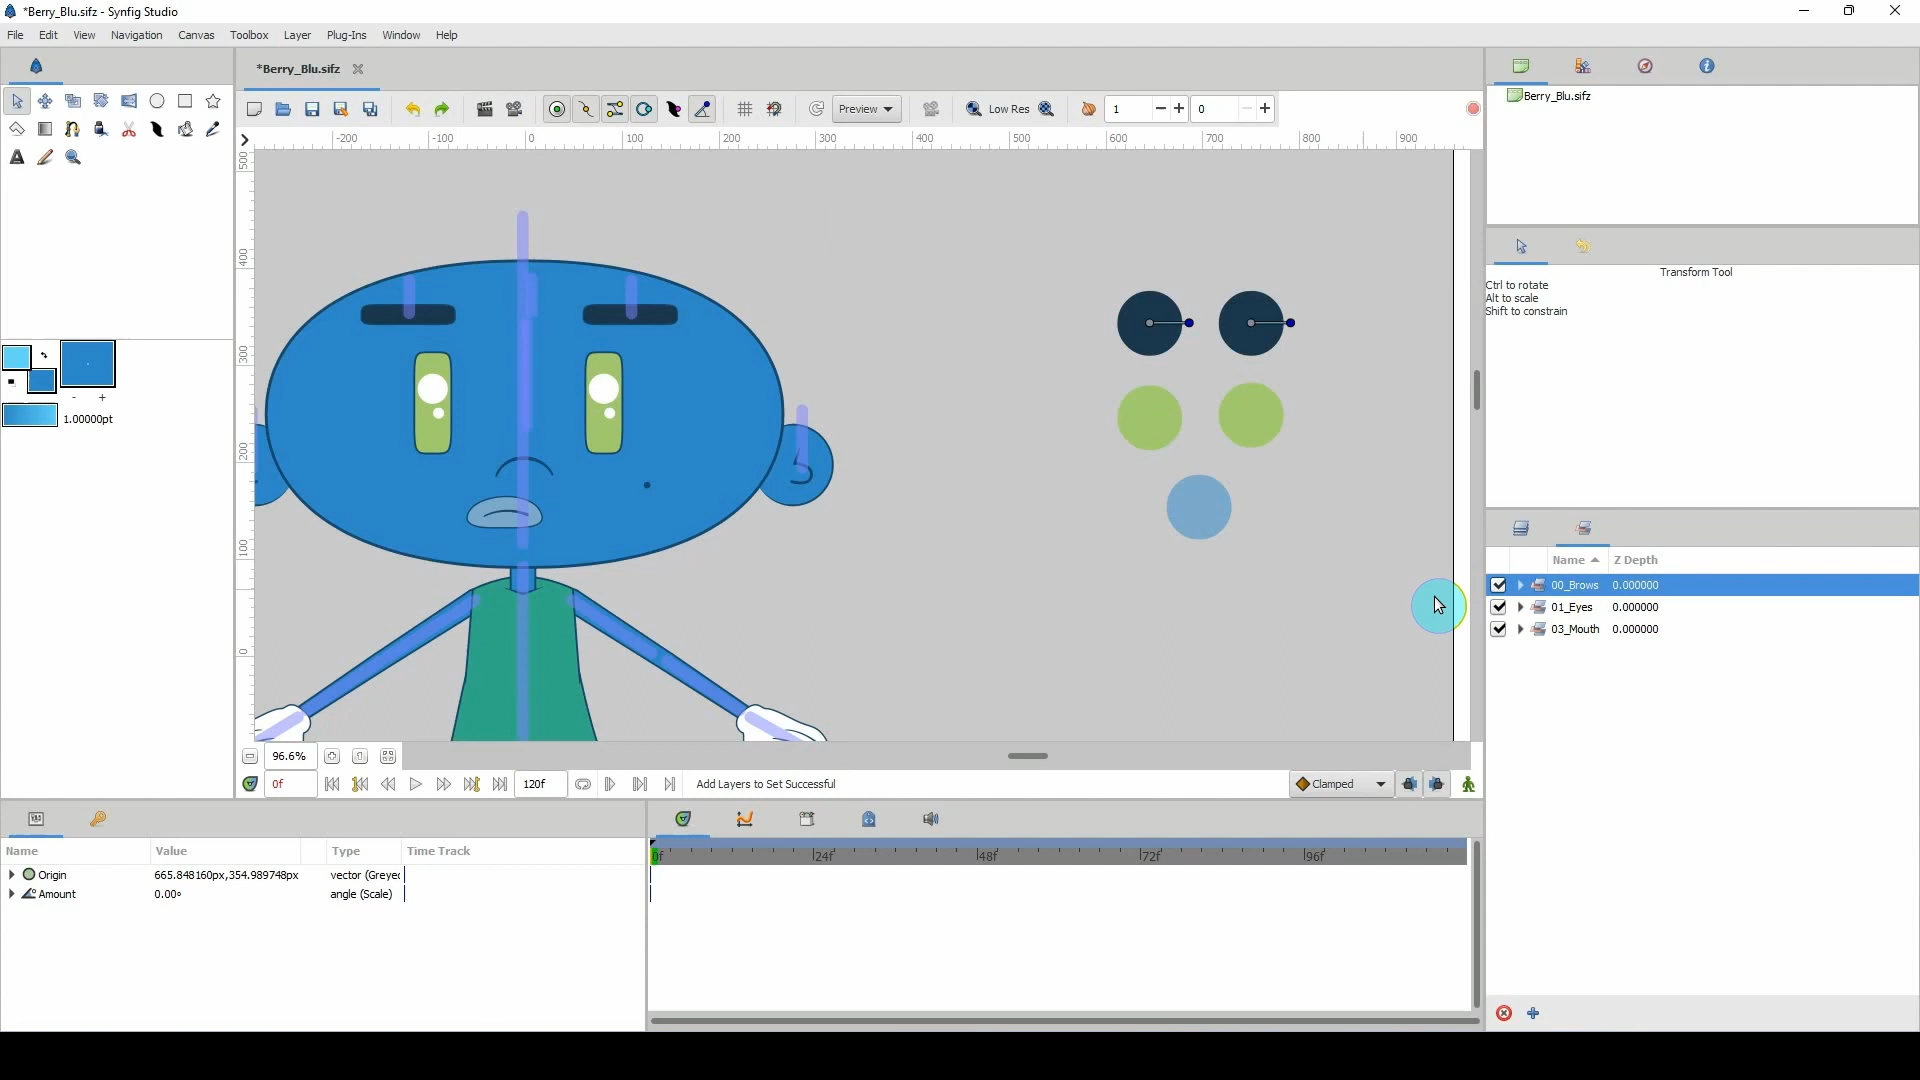 *Berry_Blu.sifz - Synfig Studio
File Edit View Navigation Canvas Toolbox Layer Plug-Ins Window Help
*Berry_Blu.sifz
Preview Low Res 1 0
-200 -100 0 100 200 300 400 500 600 700 800 900
500
400
300
200
100
0
Berry_Blu.sifz
Transform Tool
Ctrl to rotate
Alt to scale
Shift to constrain
1.00000pt
- +
Name Z Depth
00_Brows 0.000000
01_Eyes 0.000000
03_Mouth 0.000000
96.6%
0f 120f Add Layers to Set Successful Clamped
Name Value Type Time Track
Origin 665.848160px,354.989748px vector (Greyed
Amount 0.00° angle (Scale)
0f 24f 48f 72f 96f